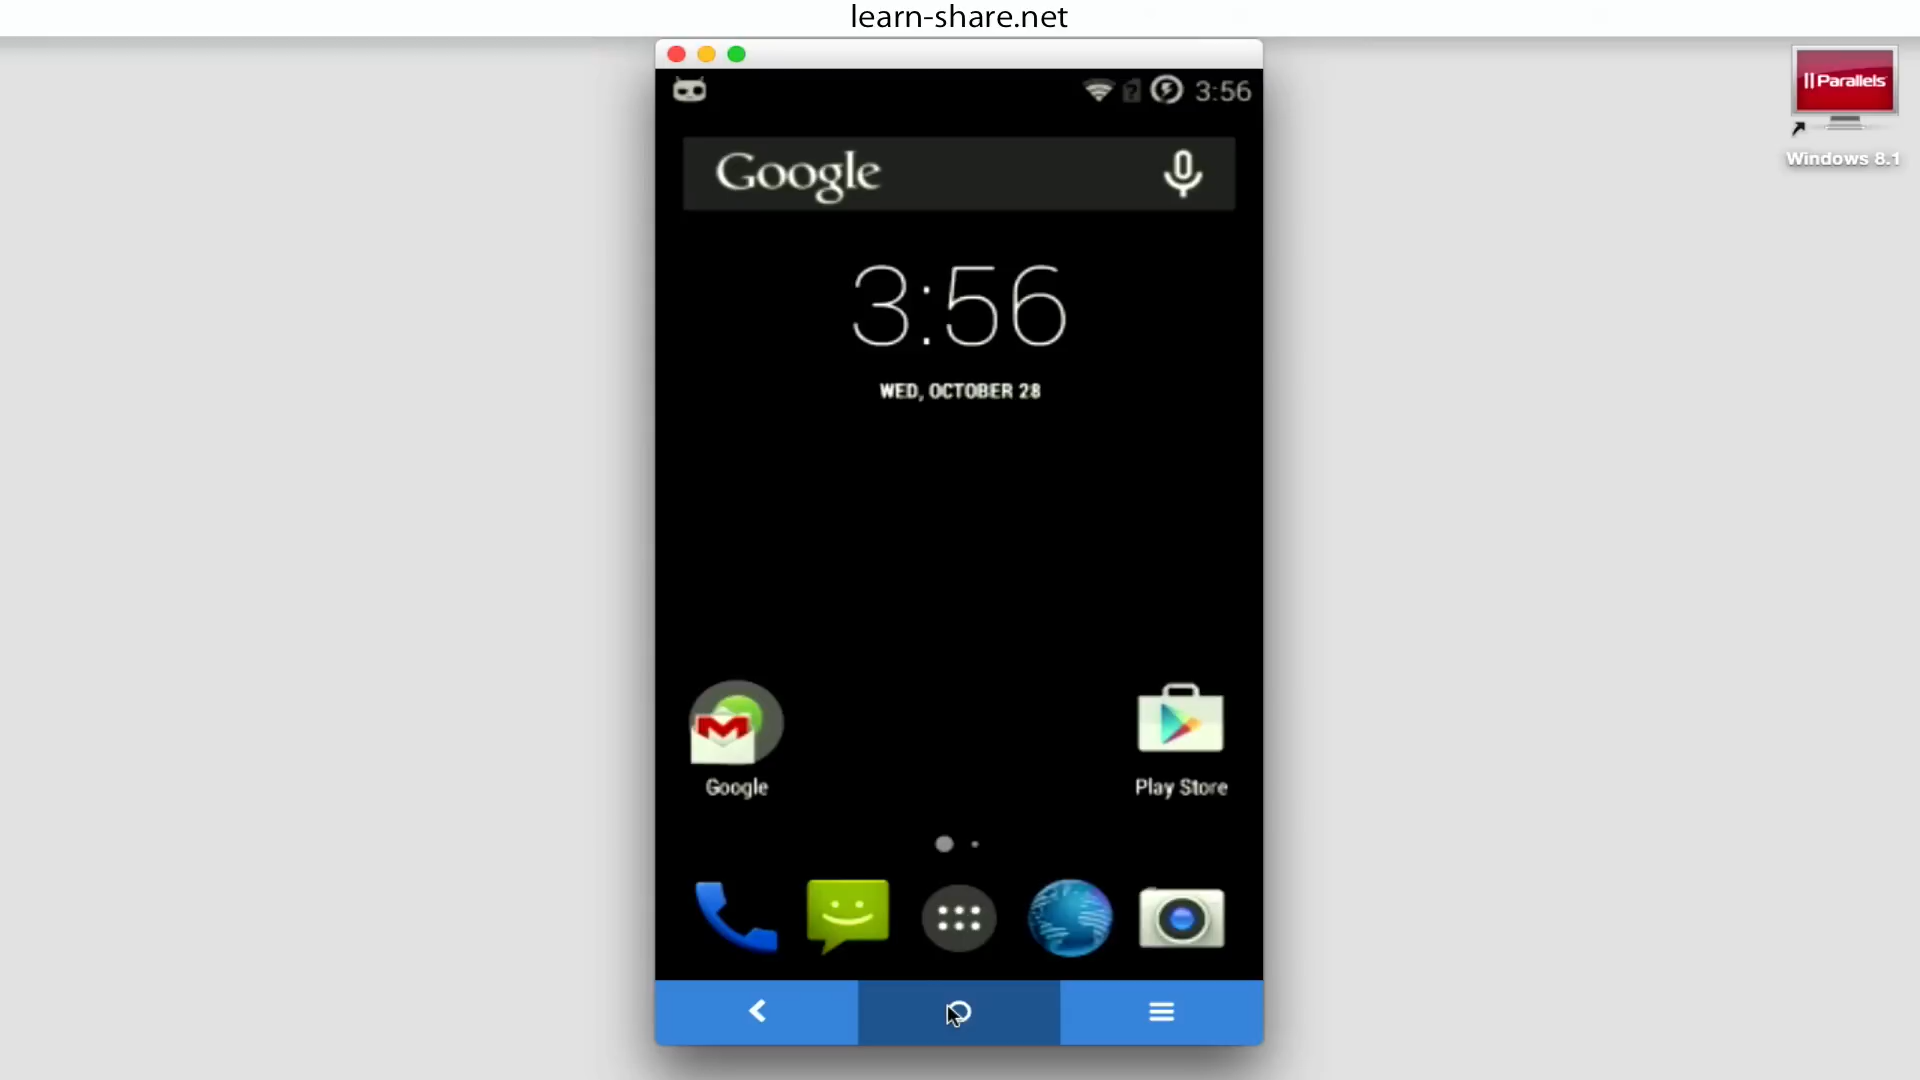 learn-share.net
3:56
Parallels
Windows 8.1
Google
3:56
WED, OCTOBER 28
Google
Play Store